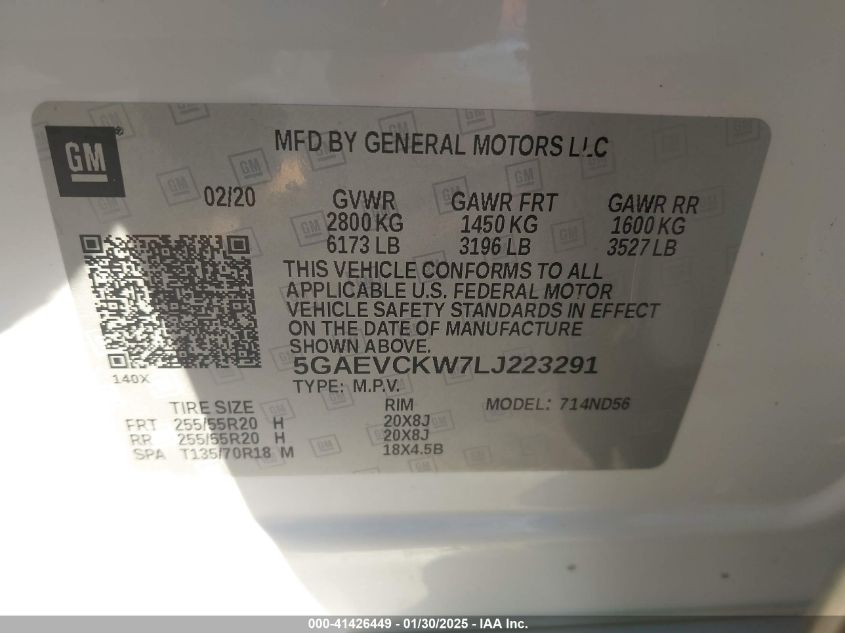 GM
MFD BY GENERAL MOTORS LLC
02/20
GVWR GAWR FRT GAWR RR
2800 KG 1450 KG 1600 KG
6173 LB 3196 LB 3527 LB
THIS VEHICLE CONFORMS TO ALL
APPLICABLE U.S. FEDERAL MOTOR
VEHICLE SAFETY STANDARDS IN EFFECT
ON THE DATE OF MANUFACTURE
SHOWN ABOVE.
5GAEVCKW7LJ223291
140X
TYPE: M.P.V.
TIRE SIZE RIM MODEL: 714ND56
FRT 255/55R20 H 20X8J
RR 255/55R20 H 20X8J
SPA T135/70R18 M 18X4.5B
000-41426449 - 01/30/2025 - IAA Holdings, LLC.